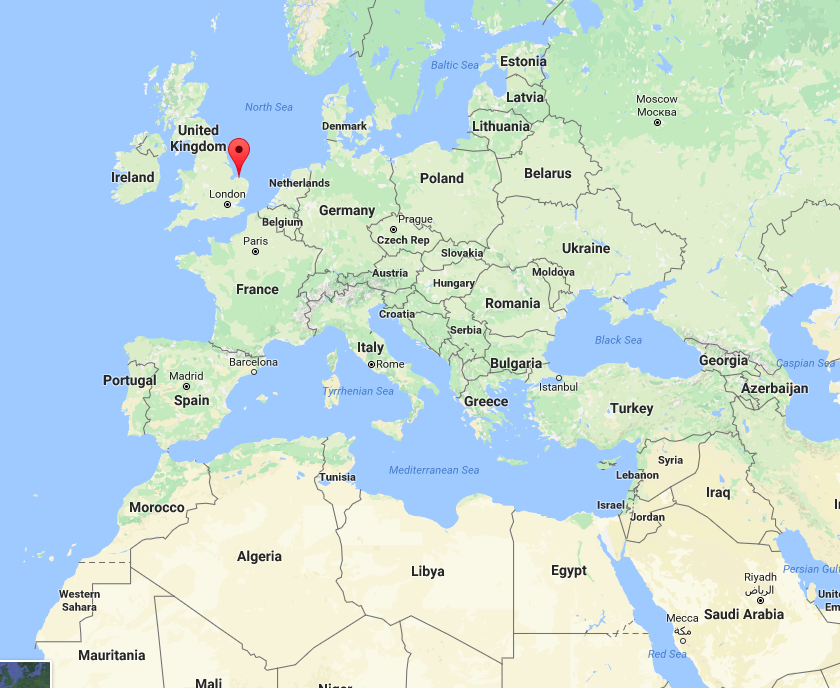 Estonia
Baltic Sea
Latvia
Moscow
Москва
North Sea
Denmark
Lithuania
United
Kingdom
Ireland
Belarus
Poland
Netherlands
London
Germany
Belgium
Prague
Czech Rep
Paris
Ukraine
Slovakia
Austria
Moldova
Hungary
France
Romania
Croatia
Serbia
Black Sea
Italy
Georgia
Caspian Sea
Barcelona
Rome
Bulgaria
Portugal
Madrid
Istanbul
Azerbaijan
Tyrrhenian Sea
Spain
Greece
Turkey
Syria
Mediterranean Sea
Lebanon
Tunisia
Iraq
Israel
Morocco
Jordan
Algeria
Libya
Egypt
Persian Gulf
Riyadh
الرياض
Western
Sahara
Saudi Arabia
Mecca
مكة
Red Sea
Mauritania
Mali
Niger